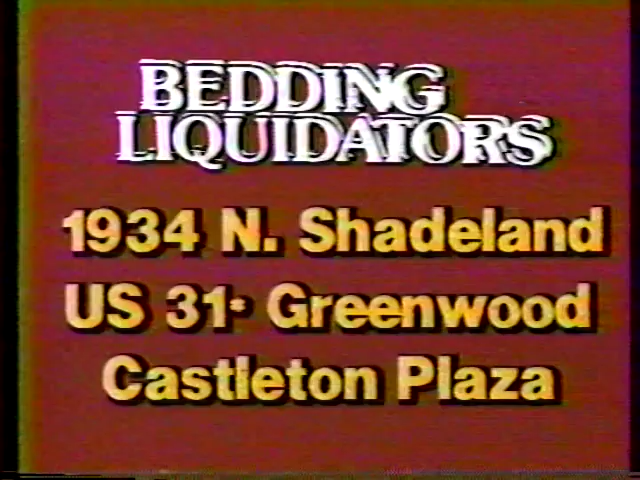 BEDDING
LIQUIDATORS
1934 N. Shadeland
US 31• Greenwood
Castleton Plaza